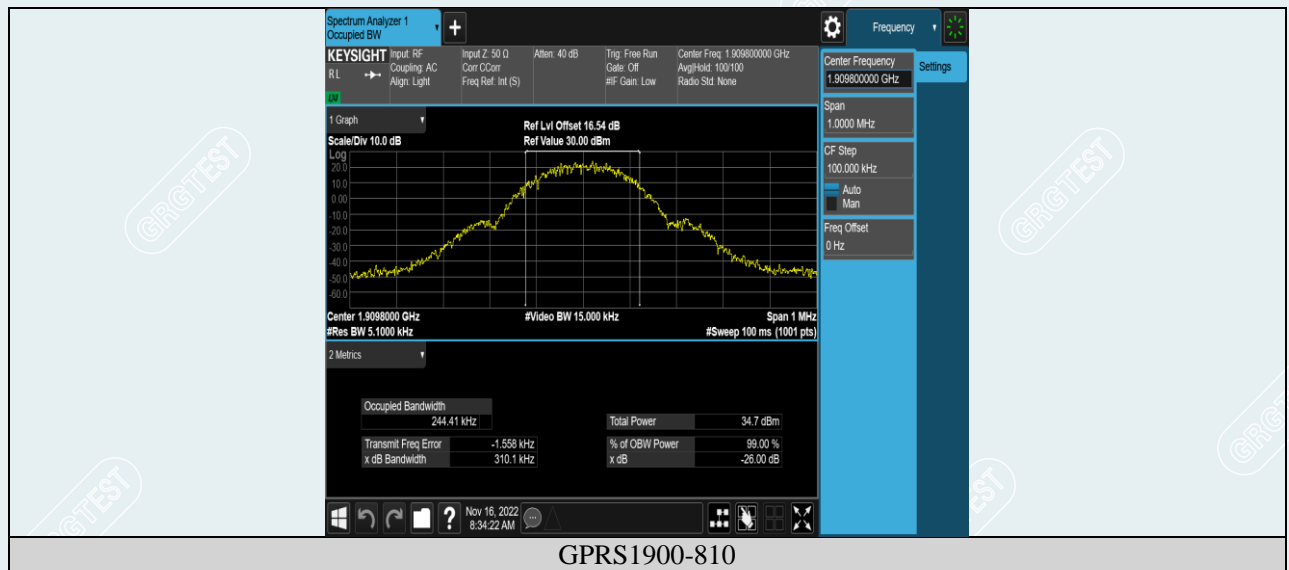 Spectrum Analyzer 1
Occupied BW
+
Frequency
KEYSIGHT
RL
LXI
Input: RF
Coupling: AC
Align: Light
Input Z: 50 Ω
Corr CCorr
Freq Ref: Int (S)
Atten: 40 dB
Trig: Free Run
Gate: Off
#IF Gain: Low
Center Freq: 1.909800000 GHz
Avg|Hold: 100/100
Radio Std: None
Center Frequency
1.909800000 GHz
Settings
Span
1.0000 MHz
CF Step
100.000 kHz
Auto
Man
Freq Offset
0 Hz
1 Graph
Scale/Div 10.0 dB
Ref Lvl Offset 16.54 dB
Ref Value 30.00 dBm
Log
20.0
10.0
0.00
-10.0
-20.0
-30.0
-40.0
-50.0
-60.0
Center 1.9098000 GHz
#Video BW 15.000 kHz
Span 1 MHz
#Res BW 5.1000 kHz
#Sweep 100 ms (1001 pts)
2 Metrics
Occupied Bandwidth
244.41 kHz
Total Power 34.7 dBm
Transmit Freq Error -1.558 kHz
% of OBW Power 99.00 %
x dB Bandwidth 310.1 kHz
x dB -26.00 dB
?
Nov 16, 2022
8:34:22 AM
GPRS1900-810
GRGTEST
GRGTEST
GRGTEST
GRGTEST